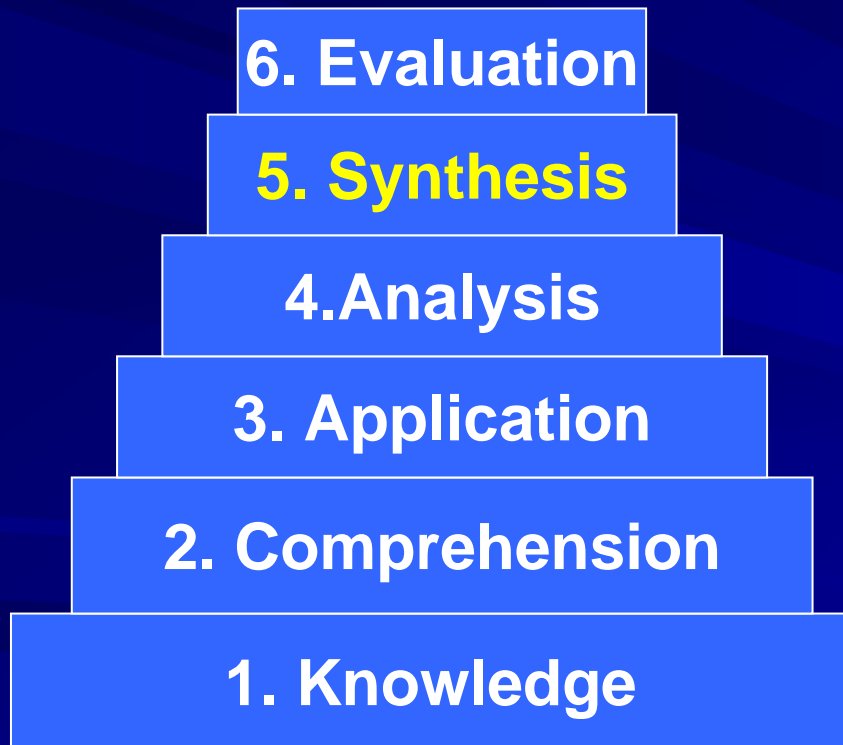 6. Evaluation
5. Synthesis
4.Analysis
3. Application
2. Comprehension
1. Knowledge